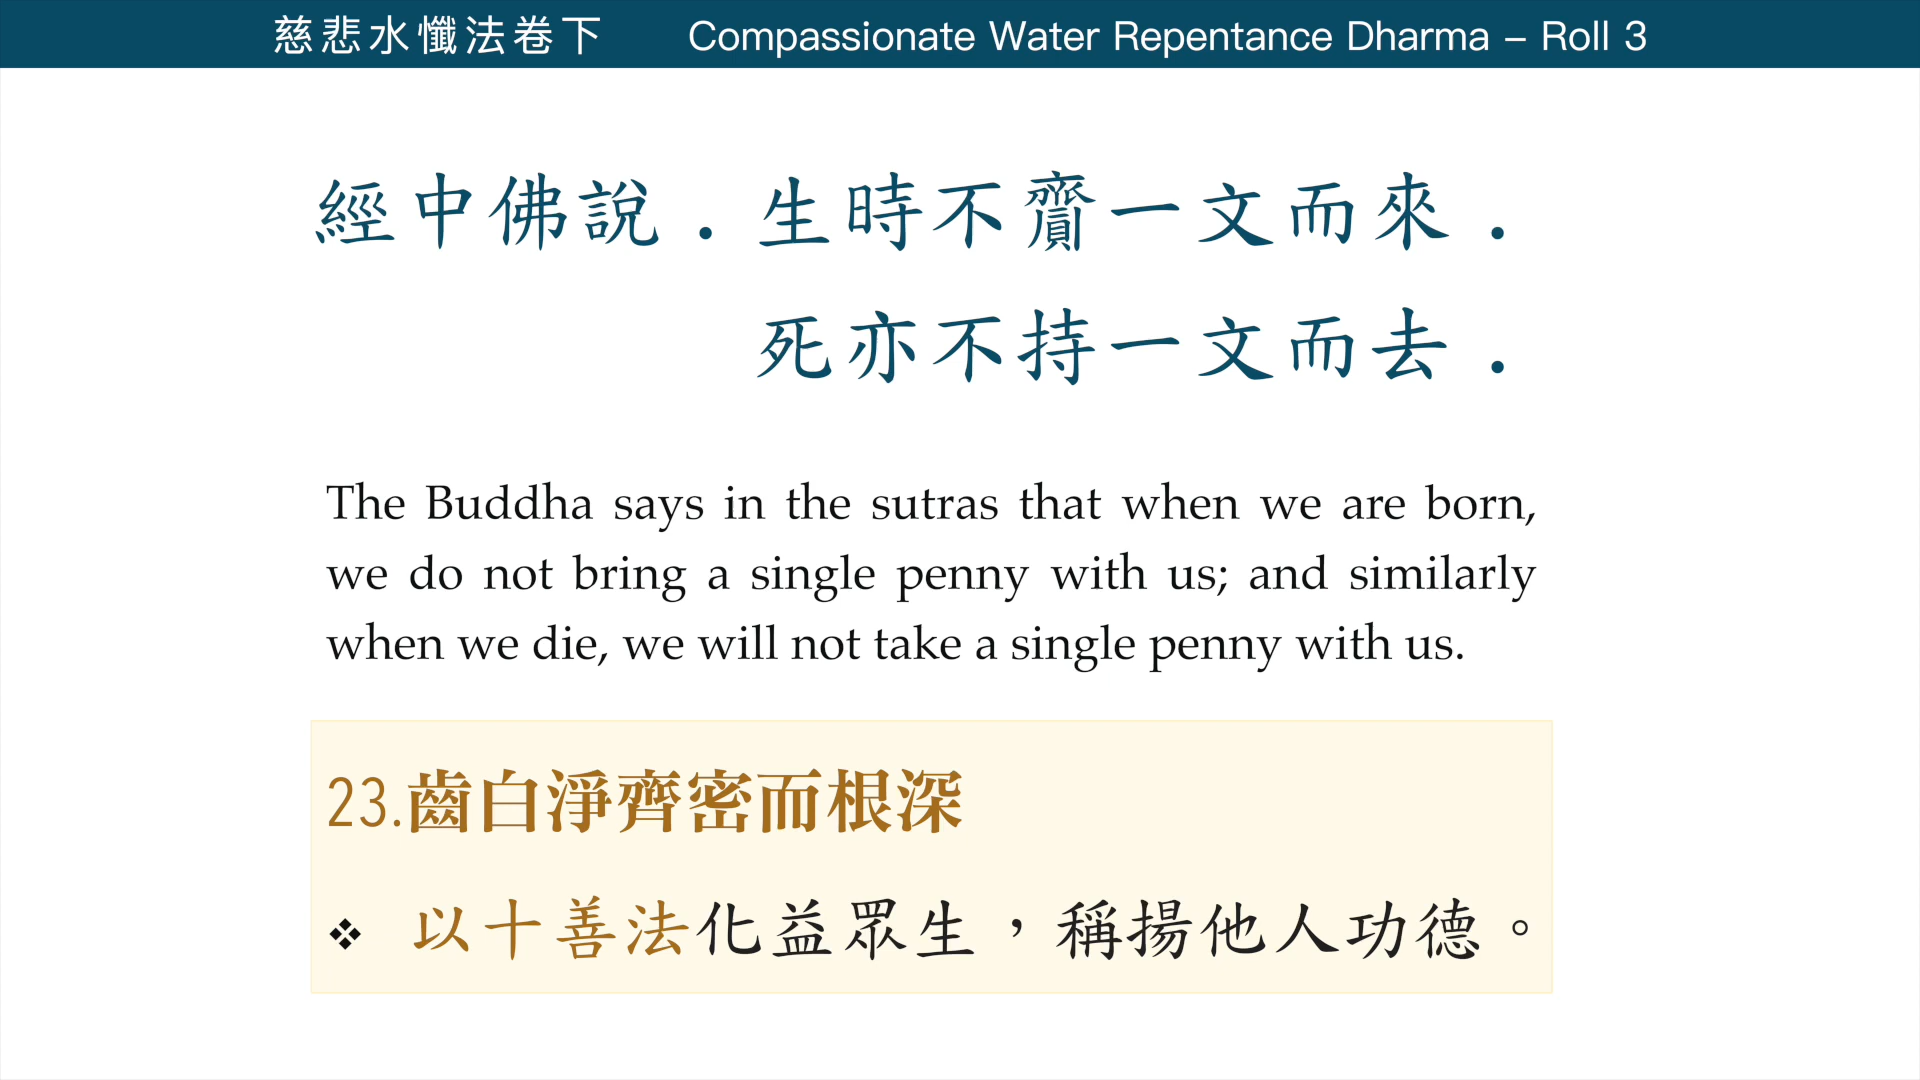 慈悲水懺法卷下 Compassionate Water Repentance Dharma – Roll 3
經中佛說．生時不齎一文而來．
死亦不持一文而去．
The Buddha says in the sutras that when we are born,
we do not bring a single penny with us; and similarly
when we die, we will not take a single penny with us.
23.齒白淨齊密而根深
❖ 以十善法化益眾生，稱揚他人功德。